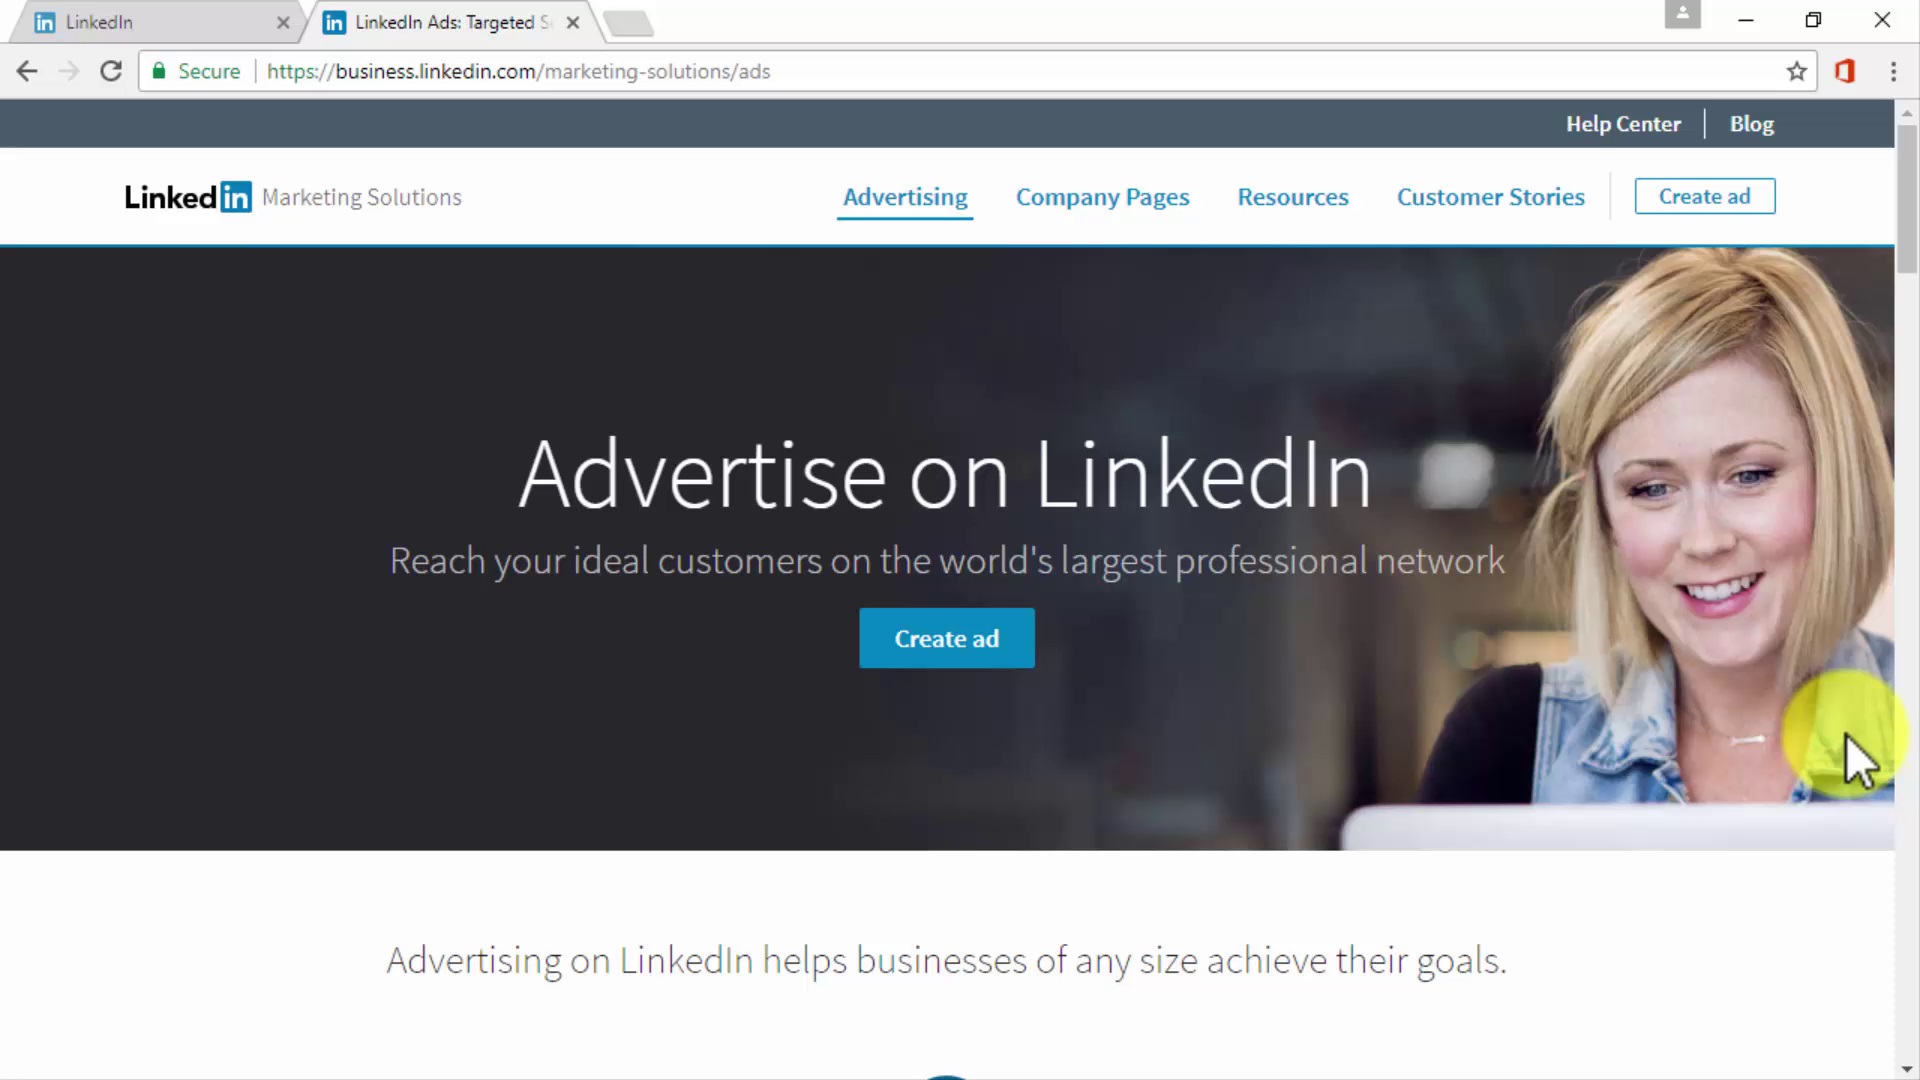 LinkedIn
LinkedIn Ads: Targeted S
Secure
https://business.linkedin.com/marketing-solutions/ads
Help Center
Blog
Linkedin Marketing Solutions
Advertising
Company Pages
Resources
Customer Stories
Create ad
Advertise on LinkedIn
Reach your ideal customers on the world's largest professional network
Create ad
Advertising on LinkedIn helps businesses of any size achieve their goals.